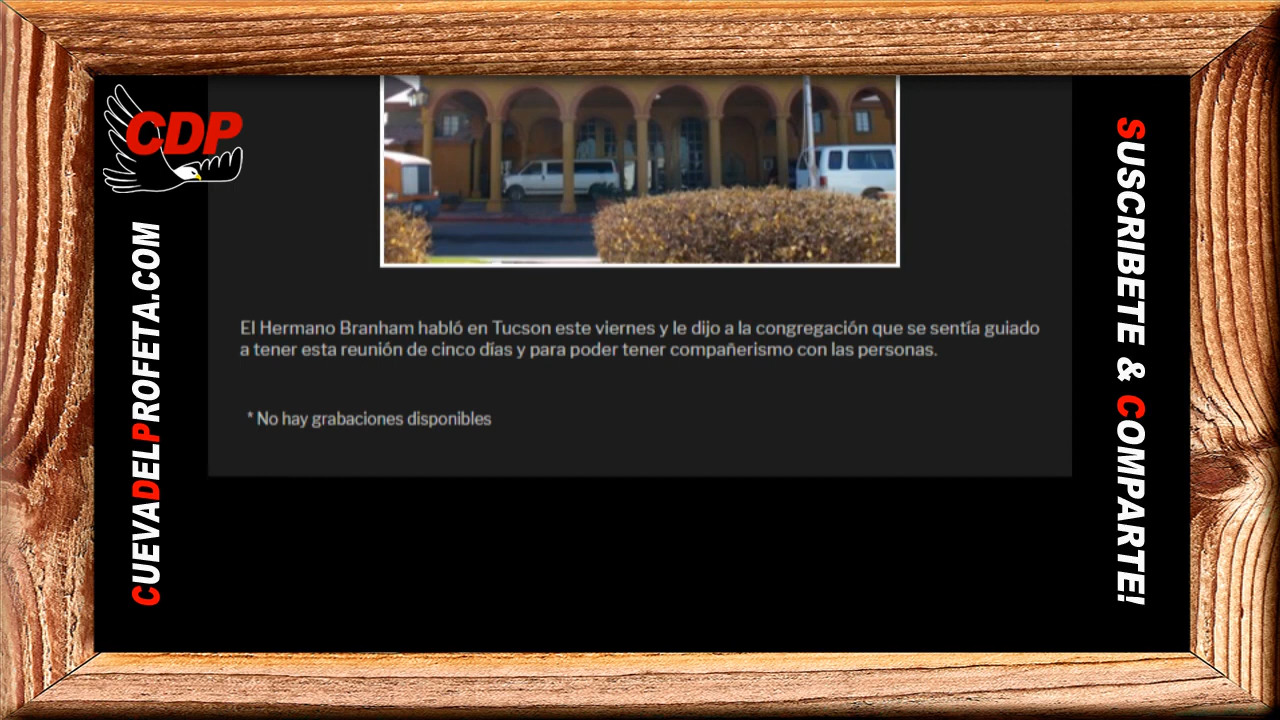 CDP
CUEVADELPROFETA.COM
El Hermano Branham habló en Tucson este viernes y le dijo a la congregación que se sentía guiado
a tener esta reunión de cinco días y para poder tener compañerismo con las personas.
* No hay grabaciones disponibles
SUSCRIBETE & COMPARTE!